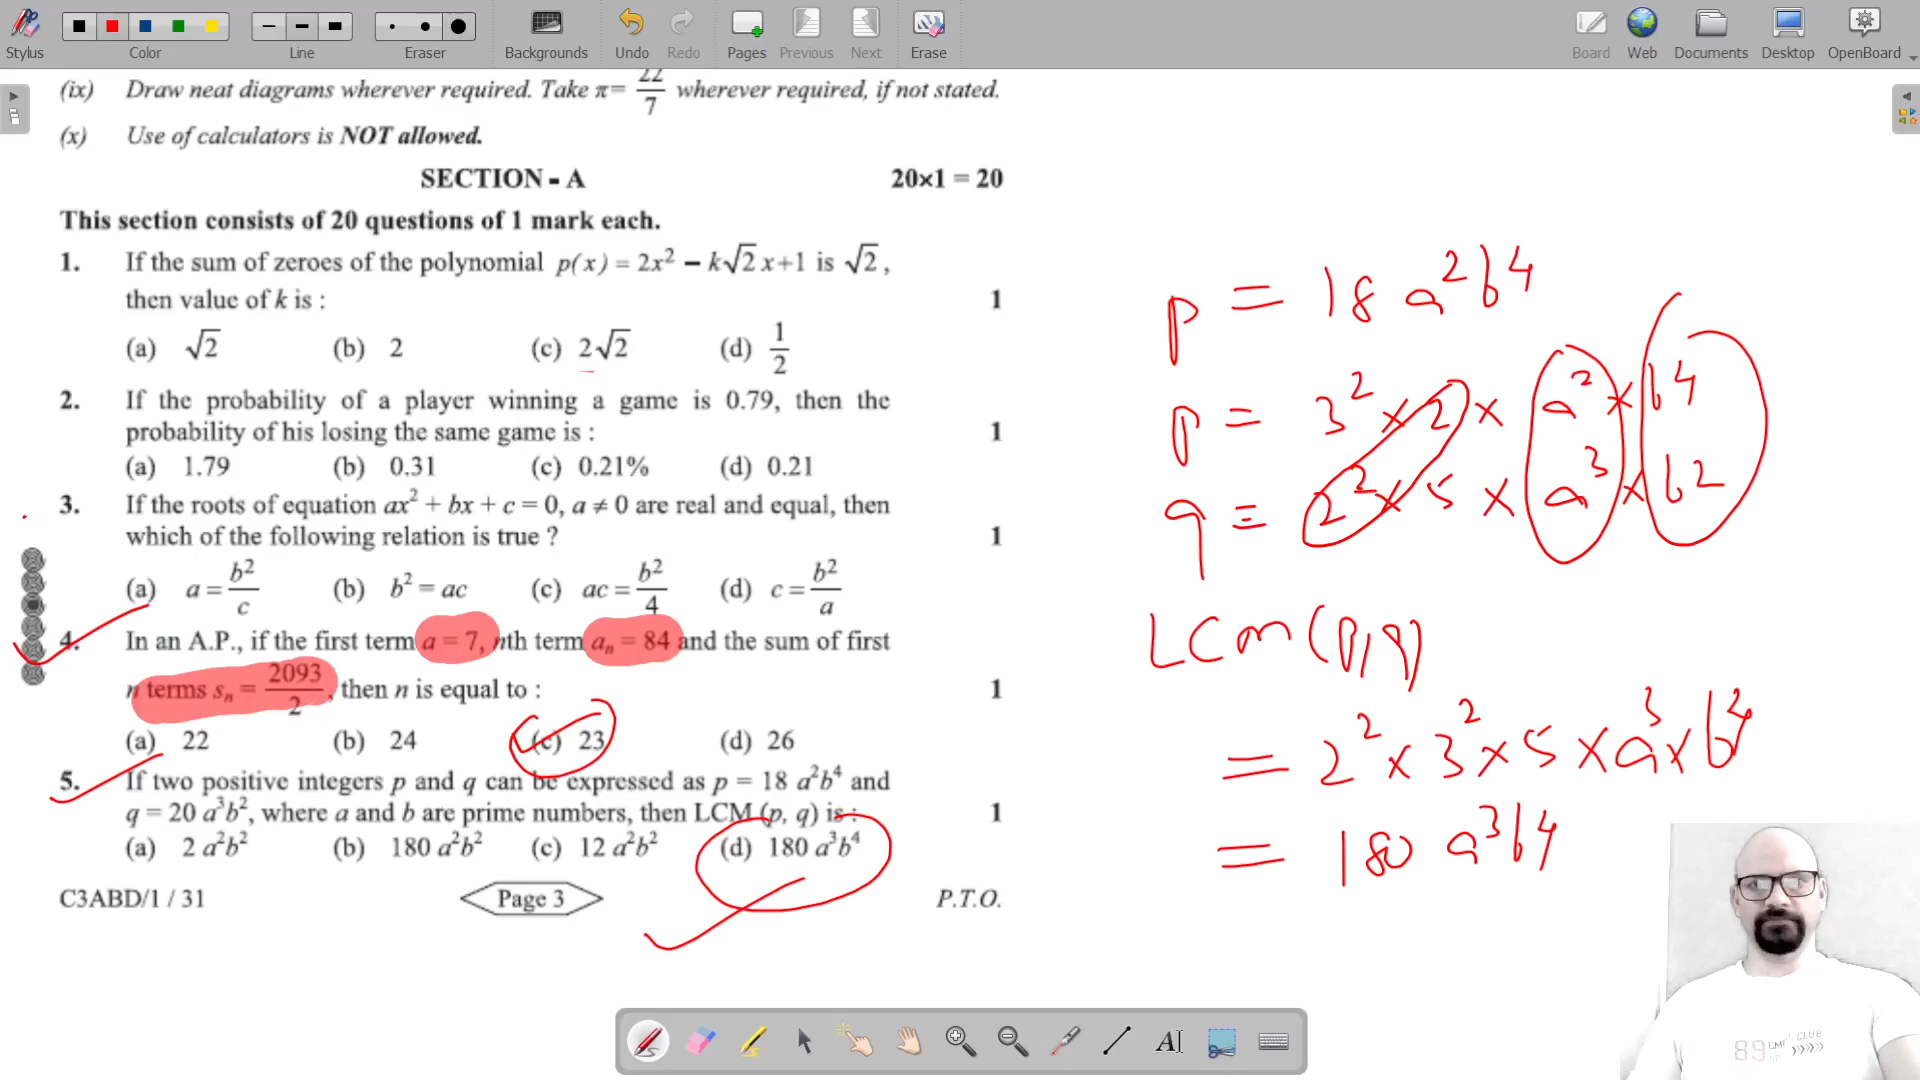 Stylus Color Line Eraser Backgrounds Undo Redo Pages Previous Next Erase Board Web Documents Desktop OpenBoard
(ix) Draw neat diagrams wherever required. Take π = 22/7 wherever required, if not stated.
(x) Use of calculators is NOT allowed.
SECTION - A 20×1 = 20
This section consists of 20 questions of 1 mark each.
1. If the sum of zeroes of the polynomial p(x) = 2x² − k√2 x+1 is √2,
then value of k is : 1
(a) √2 (b) 2 (c) 2√2 (d) 1/2
2. If the probability of a player winning a game is 0.79, then the
probability of his losing the same game is : 1
(a) 1.79 (b) 0.31 (c) 0.21% (d) 0.21
3. If the roots of equation ax² + bx + c = 0, a ≠ 0 are real and equal, then
which of the following relation is true ? 1
(a) a = b²/c (b) b² = ac (c) ac = b²/4 (d) c = b²/a
4. In an A.P., if the first term a = 7, nth term aₙ = 84 and the sum of first
n terms sₙ = 2093/2, then n is equal to : 1
(a) 22 (b) 24 (c) 23 (d) 26
5. If two positive integers p and q can be expressed as p = 18 a²b⁴ and
q = 20 a³b², where a and b are prime numbers, then LCM (p, q) is : 1
(a) 2 a²b² (b) 180 a²b² (c) 12 a²b² (d) 180 a³b⁴
C3ABD/1 / 31 Page 3 P.T.O.
p = 18 a²b⁴
p = 3² × 2 × a² × b⁴
q = 2² × 5 × a³ × b2
LCM (p,q)
= 2² × 3² × 5 × a³ × b⁴
= 180 a³b⁴